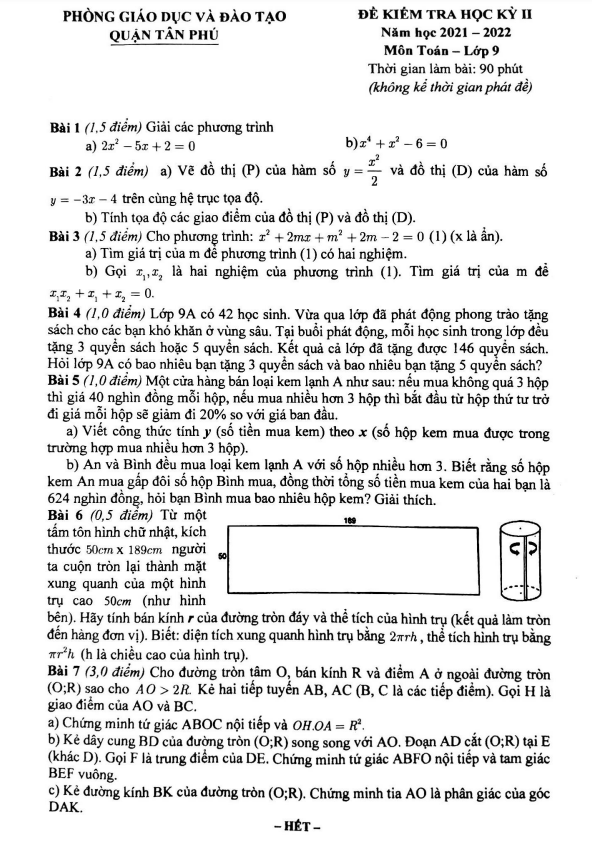 PHÒNG GIÁO DỤC VÀ ĐÀO TẠO
QUẬN TÂN PHÚ
ĐỀ KIỂM TRA HỌC KỲ II
Năm học 2021 – 2022
Môn Toán – Lớp 9
Thời gian làm bài: 90 phút
(không kể thời gian phát đề)
Bài 1 (1,5 điểm) Giải các phương trình
a) 2x² − 5x + 2 = 0 b) x⁴ + x² − 6 = 0
Bài 2 (1,5 điểm) a) Vẽ đồ thị (P) của hàm số y = x²/2 và đồ thị (D) của hàm số
y = −3x − 4 trên cùng hệ trục tọa độ.
b) Tính tọa độ các giao điểm của đồ thị (P) và đồ thị (D).
Bài 3 (1,5 điểm) Cho phương trình: x² + 2mx + m² + 2m − 2 = 0 (1) (x là ẩn).
a) Tìm giá trị của m để phương trình (1) có hai nghiệm.
b) Gọi x₁, x₂ là hai nghiệm của phương trình (1). Tìm giá trị của m để
x₁x₂ + x₁ + x₂ = 0.
Bài 4 (1,0 điểm) Lớp 9A có 42 học sinh. Vừa qua lớp đã phát động phong trào tặng
sách cho các bạn khó khăn ở vùng sâu. Tại buổi phát động, mỗi học sinh trong lớp đều
tặng 3 quyển sách hoặc 5 quyển sách. Kết quả cả lớp đã tặng được 146 quyển sách.
Hỏi lớp 9A có bao nhiêu bạn tặng 3 quyển sách và bao nhiêu bạn tặng 5 quyển sách?
Bài 5 (1,0 điểm) Một cửa hàng bán loại kem lạnh A như sau: nếu mua không quá 3 hộp
thì giá 40 nghìn đồng mỗi hộp, nếu mua nhiều hơn 3 hộp thì bắt đầu từ hộp thứ tư trở
đi giá mỗi hộp sẽ giảm đi 20% so với giá ban đầu.
a) Viết công thức tính y (số tiền mua kem) theo x (số hộp kem mua được trong
trường hợp mua nhiều hơn 3 hộp).
b) An và Bình đều mua loại kem lạnh A với số hộp nhiều hơn 3. Biết rằng số hộp
kem An mua gấp đôi số hộp Bình mua, đồng thời tổng số tiền mua kem của hai bạn là
624 nghìn đồng, hỏi bạn Bình mua bao nhiêu hộp kem? Giải thích.
Bài 6 (0,5 điểm) Từ một
tấm tôn hình chữ nhật, kích
thước 50cm x 189cm người
ta cuộn tròn lại thành mặt
xung quanh của một hình
trụ cao 50cm (như hình
189
50
bên). Hãy tính bán kính r của đường tròn đáy và thể tích của hình trụ (kết quả làm tròn
đến hàng đơn vị). Biết: diện tích xung quanh hình trụ bằng 2πrh, thể tích hình trụ bằng
πr²h (h là chiều cao của hình trụ).
Bài 7 (3,0 điểm) Cho đường tròn tâm O, bán kính R và điểm A ở ngoài đường tròn
(O;R) sao cho AO > 2R. Kẻ hai tiếp tuyến AB, AC (B, C là các tiếp điểm). Gọi H là
giao điểm của AO và BC.
a) Chứng minh tứ giác ABOC nội tiếp và OH.OA = R².
b) Kẻ dây cung BD của đường tròn (O;R) song song với AO. Đoạn AD cắt (O;R) tại E
(khác D). Gọi F là trung điểm của DE. Chứng minh tứ giác ABFO nội tiếp và tam giác
BEF vuông.
c) Kẻ đường kính BK của đường tròn (O;R). Chứng minh tia AO là phân giác của góc
DAK.
– HẾT –